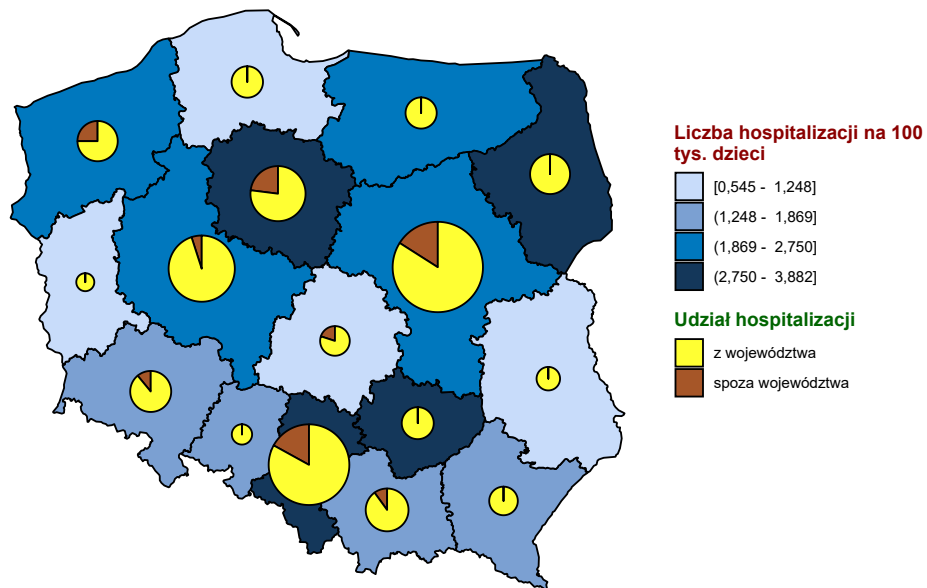 Liczba hospitalizacji na 100
tys. dzieci
[0,545 - 1,248]
(1,248 - 1,869]
(1,869 - 2,750]
(2,750 - 3,882]
Udział hospitalizacji
z województwa
spoza województwa